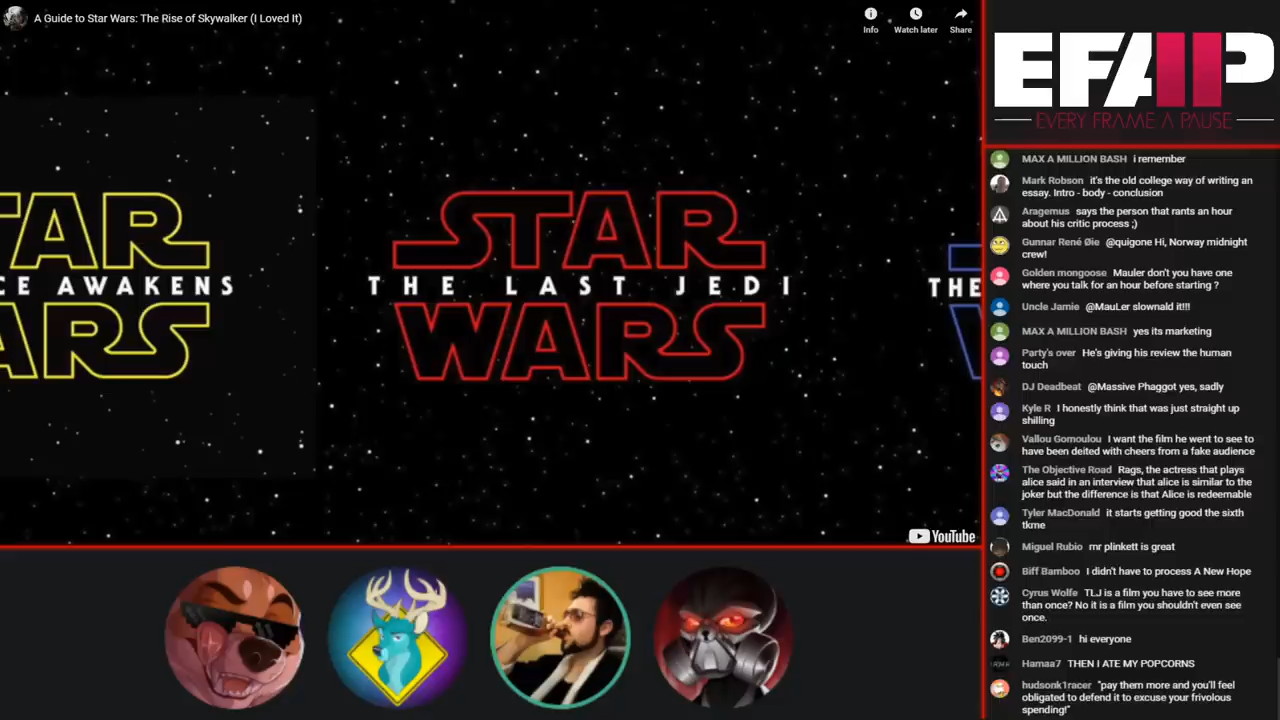 A Guide to Star Wars: The Rise of Skywalker (I Loved It)
Info
Watch later
Share
STAR
CE AWAKENS
WARS
STAR
THE LAST JEDI
WARS
THE
YouTube
EFAP
EVERY FRAME A PAUSE
MAX A MILLION BASH i remember
Mark Robson it's the old college way of writing an
essay. Intro - body - conclusion
Aragemus says the person that rants an hour
about his critic process ;)
Gunnar René Øie @quigone Hi, Norway midnight
crew!
Golden mongoose Mauler don't you have one
where you talk for an hour before starting ?
Uncle Jamie @MauLer slownald it!!!
MAX A MILLION BASH yes its marketing
Party's over He's giving his review the human
touch
DJ Deadbeat @Massive Phaggot yes, sadly
Kyle R I honestly think that was just straight up
shilling
Vallou Gomoulou I want the film he went to see to
have been deited with cheers from a fake audience
The Objective Road Rags, the actress that plays
alice said in an interview that alice is similar to the
joker but the difference is that Alice is redeemable
Tyler MacDonald it starts getting good the sixth
tkme
Miguel Rubio mr plinkett is great
Biff Bamboo I didn't have to process A New Hope
Cyrus Wolfe TLJ is a film you have to see more
than once? No it is a film you shouldn't even see
once.
Ben2099-1 hi everyone
Hamaa7 THEN I ATE MY POPCORNS
hudsonk1racer "pay them more and you'll feel
obligated to defend it to excuse your frivolous
spending!"